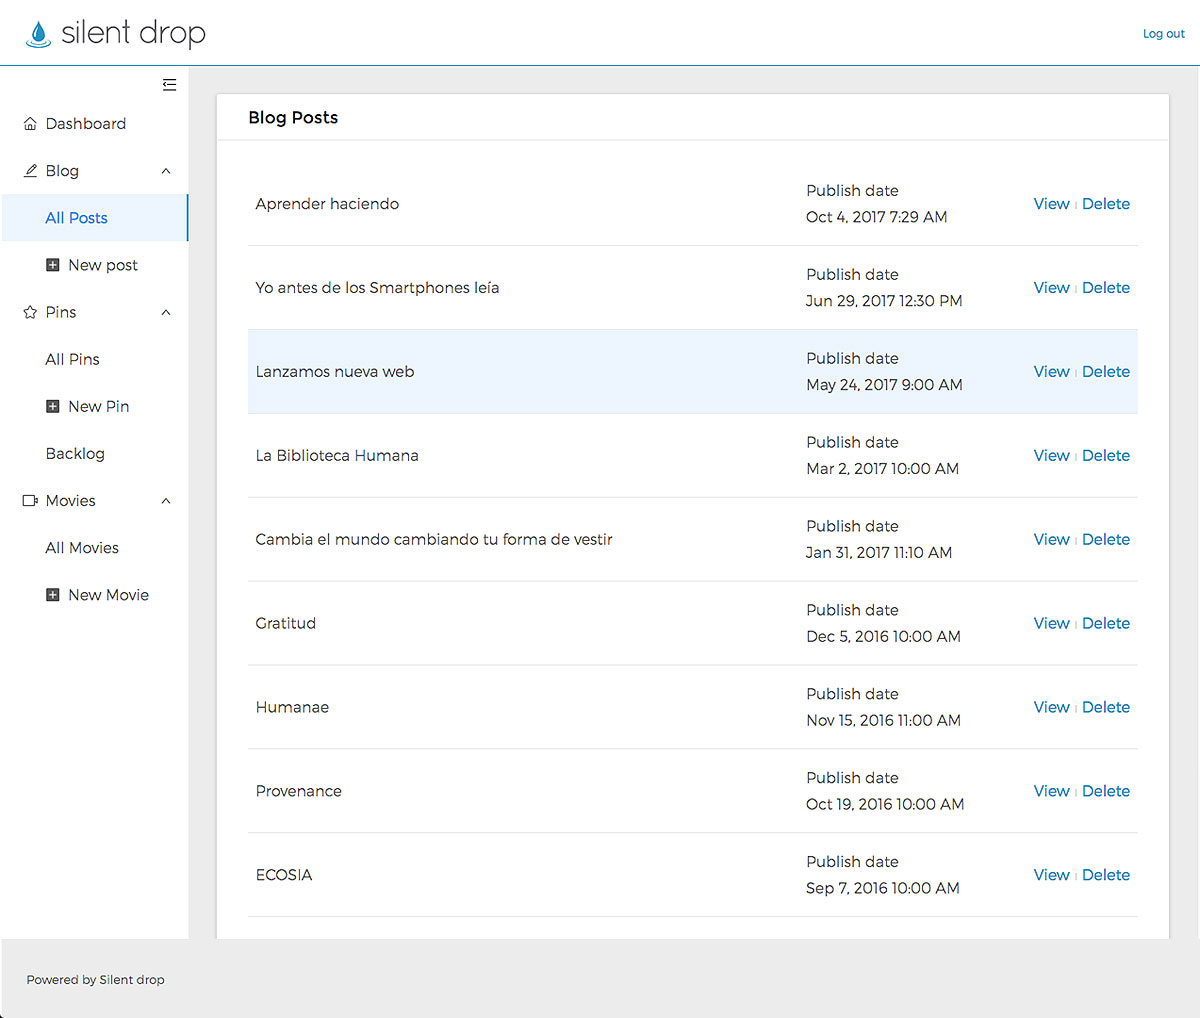 silent drop
Log out
Dashboard
Blog
All Posts
New post
Pins
All Pins
New Pin
Backlog
Movies
All Movies
New Movie
Blog Posts
Aprender haciendo
Publish date
Oct 4, 2017 7:29 AM
View Delete
Yo antes de los Smartphones leía
Publish date
Jun 29, 2017 12:30 PM
View Delete
Lanzamos nueva web
Publish date
May 24, 2017 9:00 AM
View Delete
La Biblioteca Humana
Publish date
Mar 2, 2017 10:00 AM
View Delete
Cambia el mundo cambiando tu forma de vestir
Publish date
Jan 31, 2017 11:10 AM
View Delete
Gratitud
Publish date
Dec 5, 2016 10:00 AM
View Delete
Humanae
Publish date
Nov 15, 2016 11:00 AM
View Delete
Provenance
Publish date
Oct 19, 2016 10:00 AM
View Delete
ECOSIA
Publish date
Sep 7, 2016 10:00 AM
View Delete
Powered by Silent drop